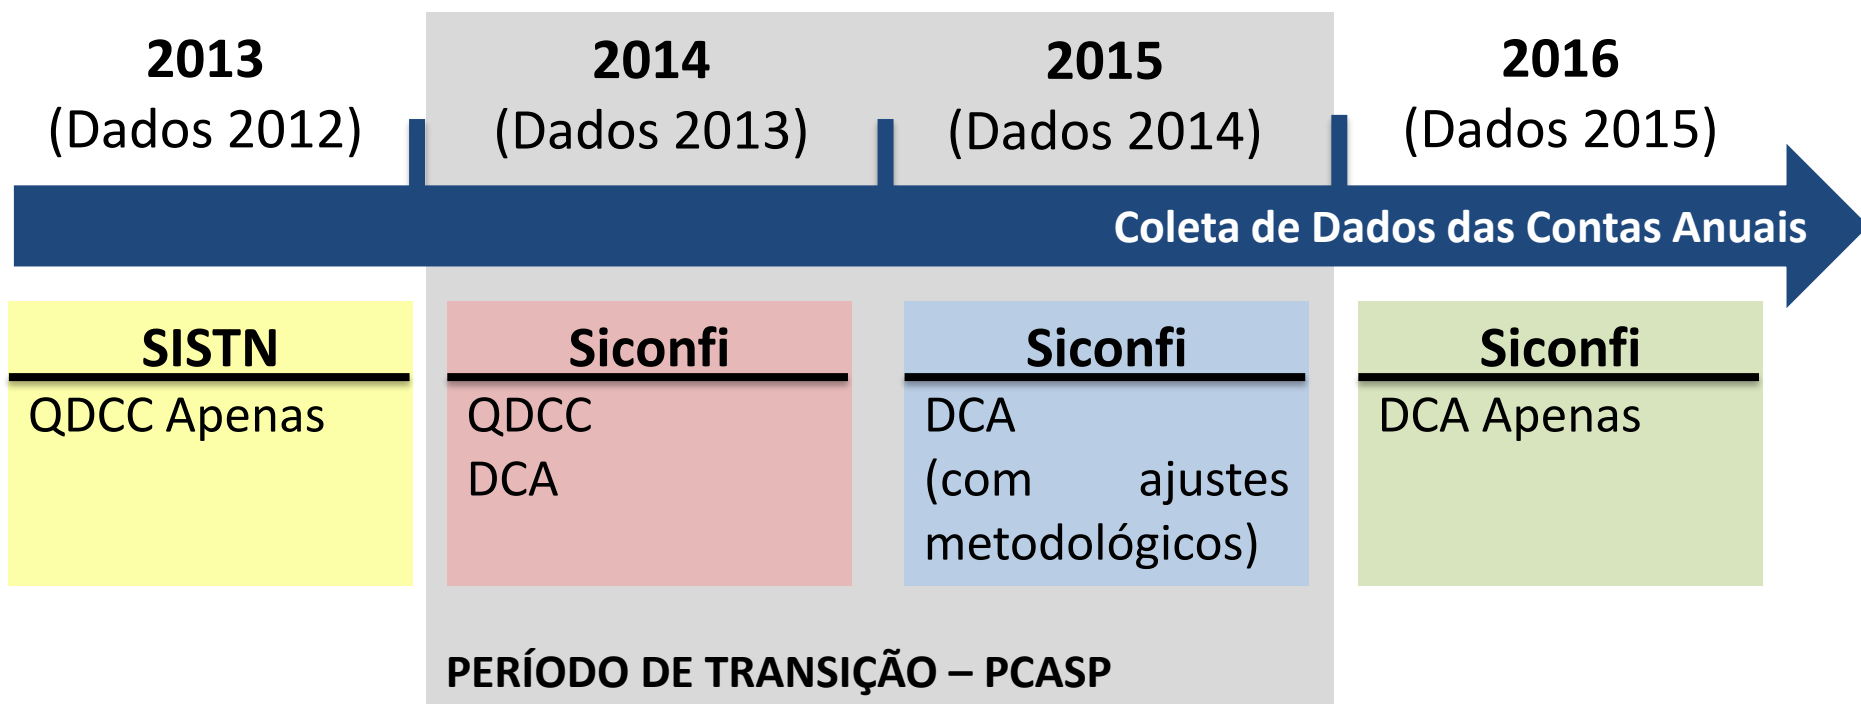 2013
(Dados 2012)
2014
(Dados 2013)
2015
(Dados 2014)
2016
(Dados 2015)
Coleta de Dados das Contas Anuais
SISTN
QDCC Apenas
Siconfi
QDCC
DCA
Siconfi
DCA
(com ajustes
metodológicos)
Siconfi
DCA Apenas
PERÍODO DE TRANSIÇÃO – PCASP